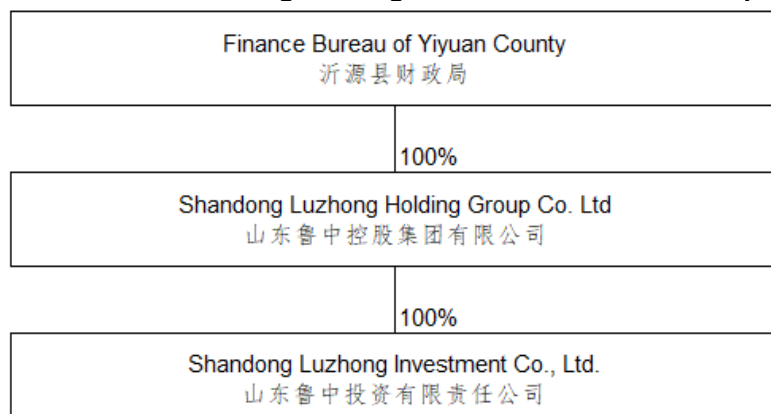 Finance Bureau of Yiyuan County
沂源县财政局
100%
Shandong Luzhong Holding Group Co. Ltd
山东鲁中控股集团有限公司
100%
Shandong Luzhong Investment Co., Ltd.
山东鲁中投资有限责任公司